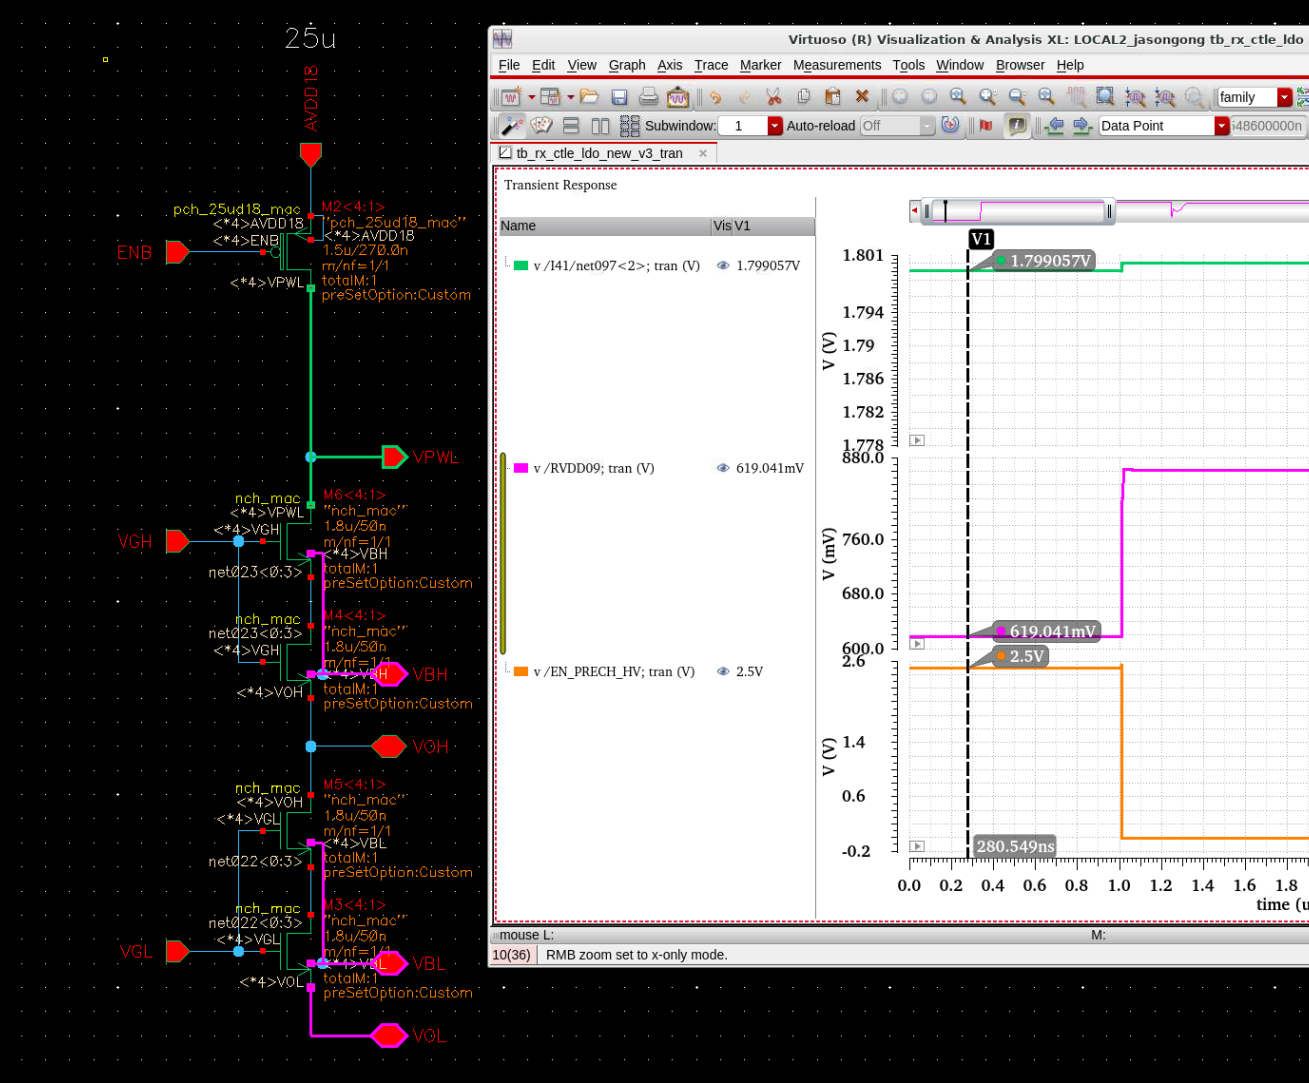 25u
AVDD18
pch_25ud18_mac
<*4>AVDD18
<*4>ENB
ENB
<*4>VPWL
M2<4:1>
"pch_25ud18_mac"
<*4>AVDD18
1.5u/270.0n
m/nf=1/1
totalM:1
preSetOption:Custom
VPWL
nch_mac
<*4>VPWL
<*4>VGH
VGH
net023<0:3>
M6<4:1>
"nch_mac"
1.8u/50n
m/nf=1/1
<*4>VBH
totalM:1
preSetOption:Custom
nch_mac
net023<0:3>
<*4>VGH
<*4>VOH
M4<4:1>
"nch_mac"
1.8u/50n
m/nf=1/1
<*4>VBH
totalM:1
preSetOption:Custom
VBH
VOH
nch_mac
<*4>VOH
<*4>VGL
net022<0:3>
M5<4:1>
"nch_mac"
1.8u/50n
m/nf=1/1
<*4>VBL
totalM:1
preSetOption:Custom
nch_mac
net022<0:3>
<*4>VGL
VGL
<*4>VOL
M3<4:1>
"nch_mac"
1.8u/50n
m/nf=1/1
<*4>VBL
totalM:1
preSetOption:Custom
VBL
VOL
Virtuoso (R) Visualization & Analysis XL: LOCAL2_jasongong tb_rx_ctle_ldo
File Edit View Graph Axis Trace Marker Measurements Tools Window Browser Help
family
Subwindow: 1 Auto-reload Off Data Point 48600000n
tb_rx_ctle_ldo_new_v3_tran
Transient Response
Name Vis V1
v /I41/net097<2>; tran (V) 1.799057V
v /RVDD09; tran (V) 619.041mV
v /EN_PRECH_HV; tran (V) 2.5V
V1
1.799057V
V (V)
1.801
1.794
1.79
1.786
1.782
1.778
619.041mV
V (mV)
880.0
760.0
680.0
600.0
2.5V
V (V)
2.6
1.4
0.6
-0.2
280.549ns
0.0 0.2 0.4 0.6 0.8 1.0 1.2 1.4 1.6 1.8
time (u
mouse L: M:
10(36) RMB zoom set to x-only mode.